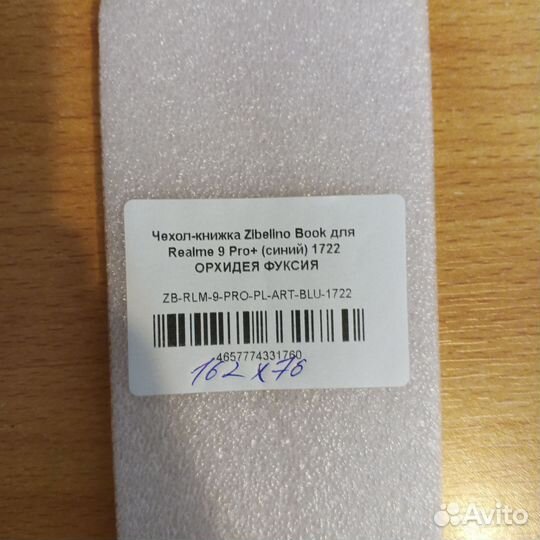 Чехол-книжка Zibelino Book для
Realme 9 Pro+ (синий) 1722
ОРХИДЕЯ ФУКСИЯ
ZB-RLM-9-PRO-PL-ART-BLU-1722
4657774331760
162 x 76
Avito